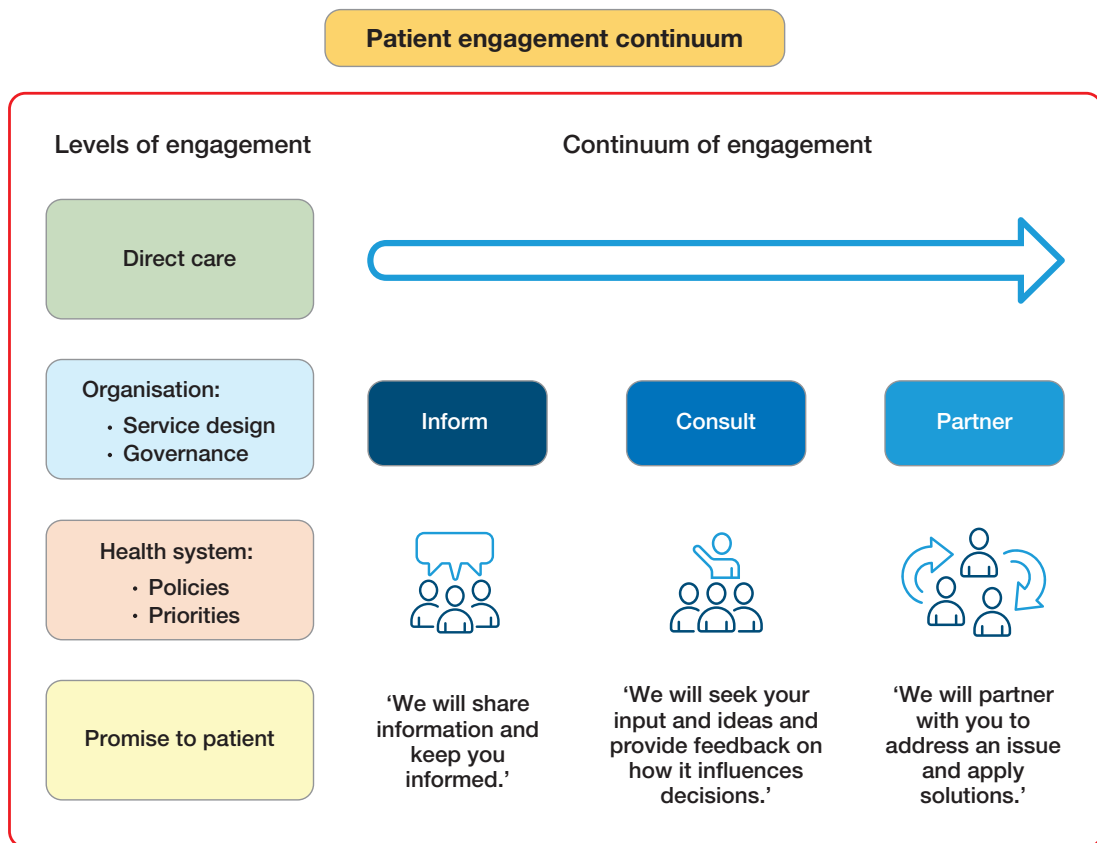 Patient engagement continuum
Levels of engagement
Continuum of engagement
Direct care
Organisation:
• Service design
• Governance
Inform
Consult
Partner
Health system:
• Policies
• Priorities
Promise to patient
‘We will share
information and
keep you
informed.’
‘We will seek your
input and ideas and
provide feedback on
how it influences
decisions.’
‘We will partner
with you to
address an issue
and apply
solutions.’